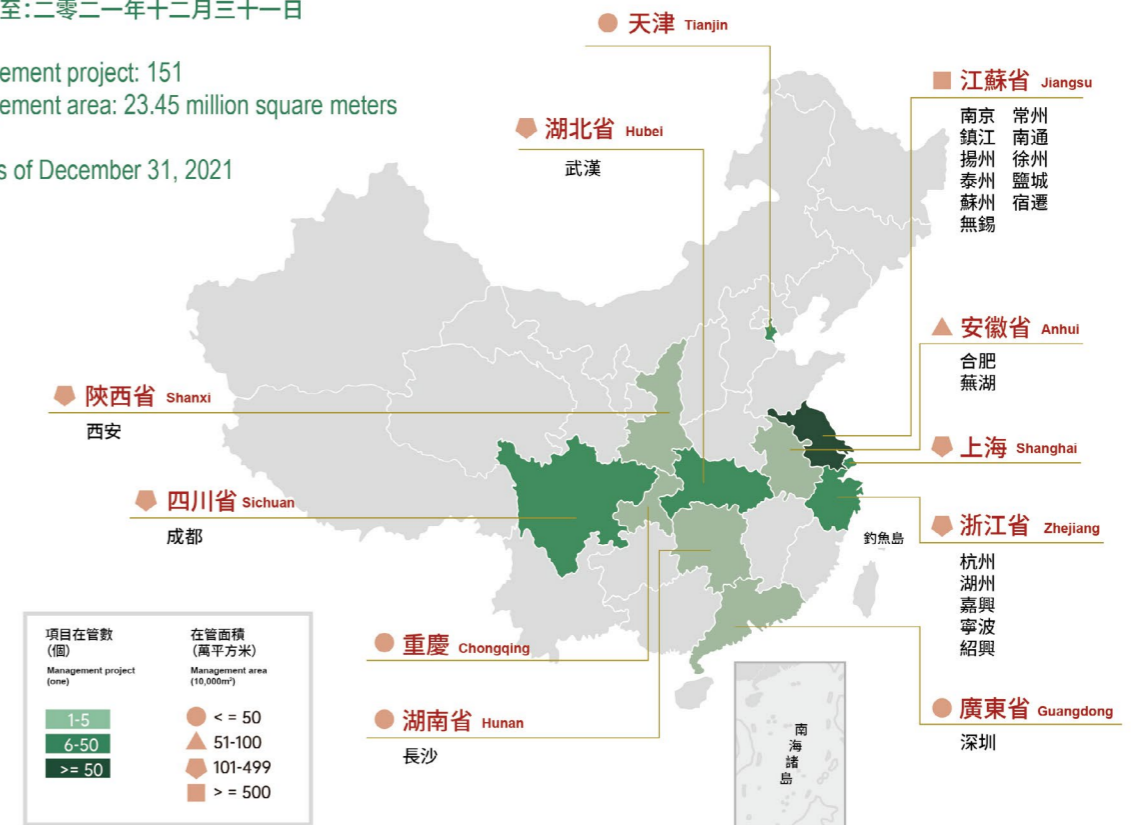 至：二零二一年十二月三十一日
ement project: 151
ement area: 23.45 million square meters
s of December 31, 2021
天津 Tianjin
湖北省 Hubei
武漢
江蘇省 Jiangsu
南京 常州
鎮江 南通
揚州 徐州
泰州 鹽城
蘇州 宿遷
無錫
安徽省 Anhui
合肥
蕪湖
陝西省 Shanxi
西安
上海 Shanghai
四川省 Sichuan
成都
浙江省 Zhejiang
杭州
湖州
嘉興
寧波
紹興
釣魚島
重慶 Chongqing
湖南省 Hunan
長沙
廣東省 Guangdong
深圳
南
海
諸
島
項目在管數
(個)
Management project
(one)
1-5
6-50
>= 50
在管面積
(萬平方米)
Management area
(10,000m²)
< = 50
51-100
101-499
> = 500